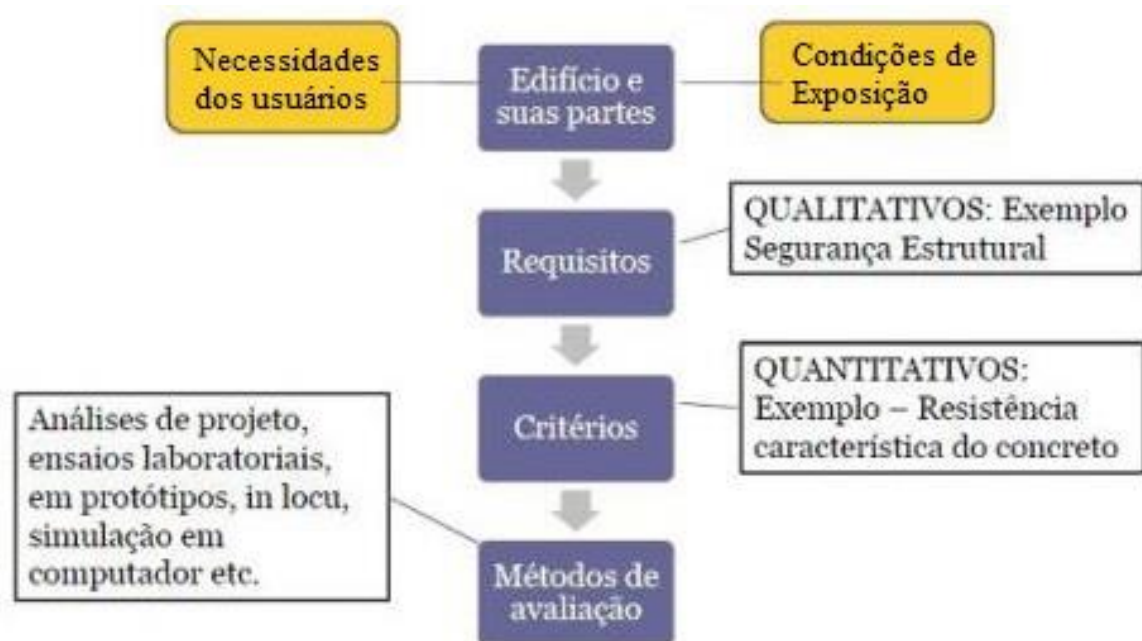 Necessidades
dos usuários
Edifício e
suas partes
Condições de
Exposição
Requisitos
QUALITATIVOS: Exemplo
Segurança Estrutural
Critérios
QUANTITATIVOS:
Exemplo – Resistência
característica do concreto
Análises de projeto,
ensaios laboratoriais,
em protótipos, in locu,
simulação em
computador etc.
Métodos de
avaliação